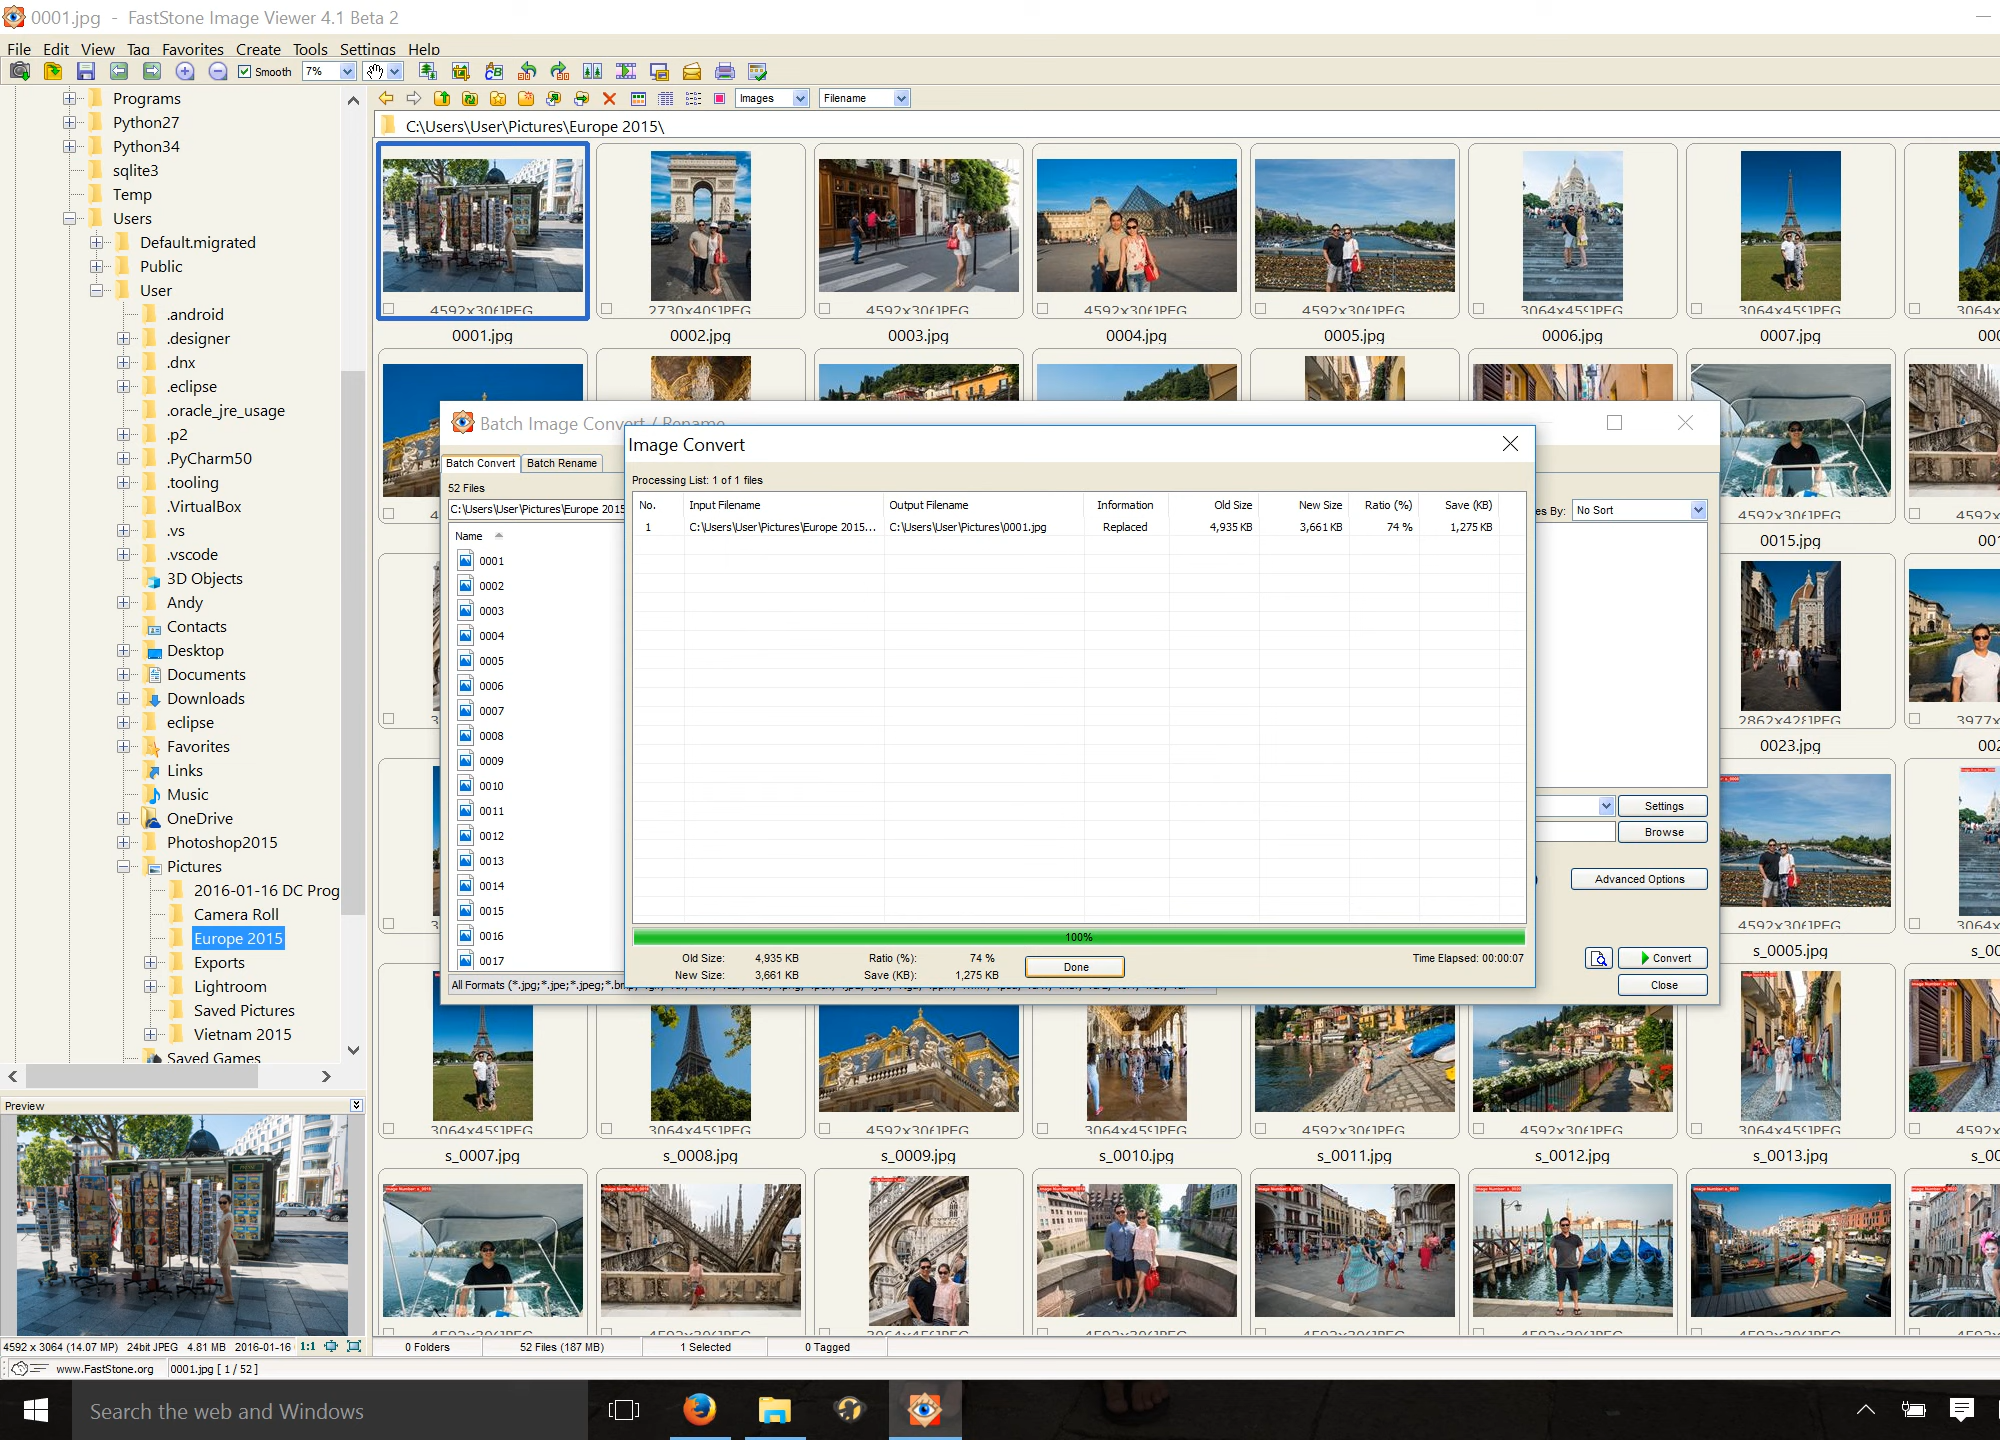 0001.jpg - FastStone Image Viewer 4.1 Beta 2
File Edit View Tag Favorites Create Tools Settings Help
Smooth 7%
Images Filename
C:\Users\User\Pictures\Europe 2015\
Programs
Python27
Python34
sqlite3
Temp
Users
Default.migrated
Public
User
.android
.designer
.dnx
.eclipse
.oracle_jre_usage
.p2
.PyCharm50
.tooling
.VirtualBox
.vs
.vscode
3D Objects
Andy
Contacts
Desktop
Documents
Downloads
eclipse
Favorites
Links
Music
OneDrive
Photoshop2015
Pictures
2016-01-16 DC Prog
Camera Roll
Europe 2015
Exports
Lightroom
Saved Pictures
Vietnam 2015
Saved Games
Preview
4592 x 3064 (14.07 MP) 24bit JPEG 4.81 MB 2016-01-16 1:1
0 Folders 52 Files (187 MB) 1 Selected 0 Tagged
www.FastStone.org 0001.jpg [ 1 / 52 ]
0001.jpg 0002.jpg 0003.jpg 0004.jpg 0005.jpg 0006.jpg 0007.jpg
0015.jpg
0023.jpg
s_0005.jpg
s_0007.jpg s_0008.jpg s_0009.jpg s_0010.jpg s_0011.jpg s_0012.jpg s_0013.jpg
Batch Image Convert / Rename
Batch Convert Batch Rename
52 Files
C:\Users\User\Pictures\Europe 2015
Name
0001
0002
0003
0004
0005
0006
0007
0008
0009
0010
0011
0012
0013
0014
0015
0016
0017
All Formats (*.jpg;*.jpe;*.jpeg;*.bm
es By: No Sort
Settings
Browse
Advanced Options
Convert
Close
Image Convert
Processing List: 1 of 1 files
No. Input Filename Output Filename Information Old Size New Size Ratio (%) Save (KB)
1 C:\Users\User\Pictures\Europe 2015... C:\Users\User\Pictures\0001.jpg Replaced 4,935 KB 3,661 KB 74 % 1,275 KB
100%
Old Size: 4,935 KB Ratio (%): 74 % Done Time Elapsed: 00:00:07
New Size: 3,661 KB Save (KB): 1,275 KB
Search the web and Windows